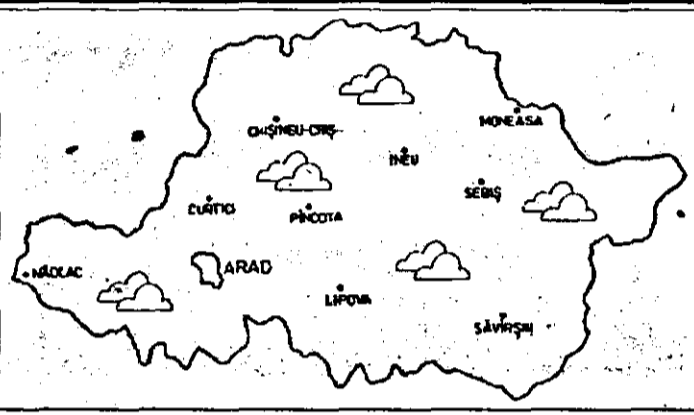 MONEASA
CHIȘINEU-CRIȘ
INEU
SEBIȘ
CURTICI
PÎNCOTA
NĂDLAC
ARAD
LIPOVA
SĂVÎRȘIN